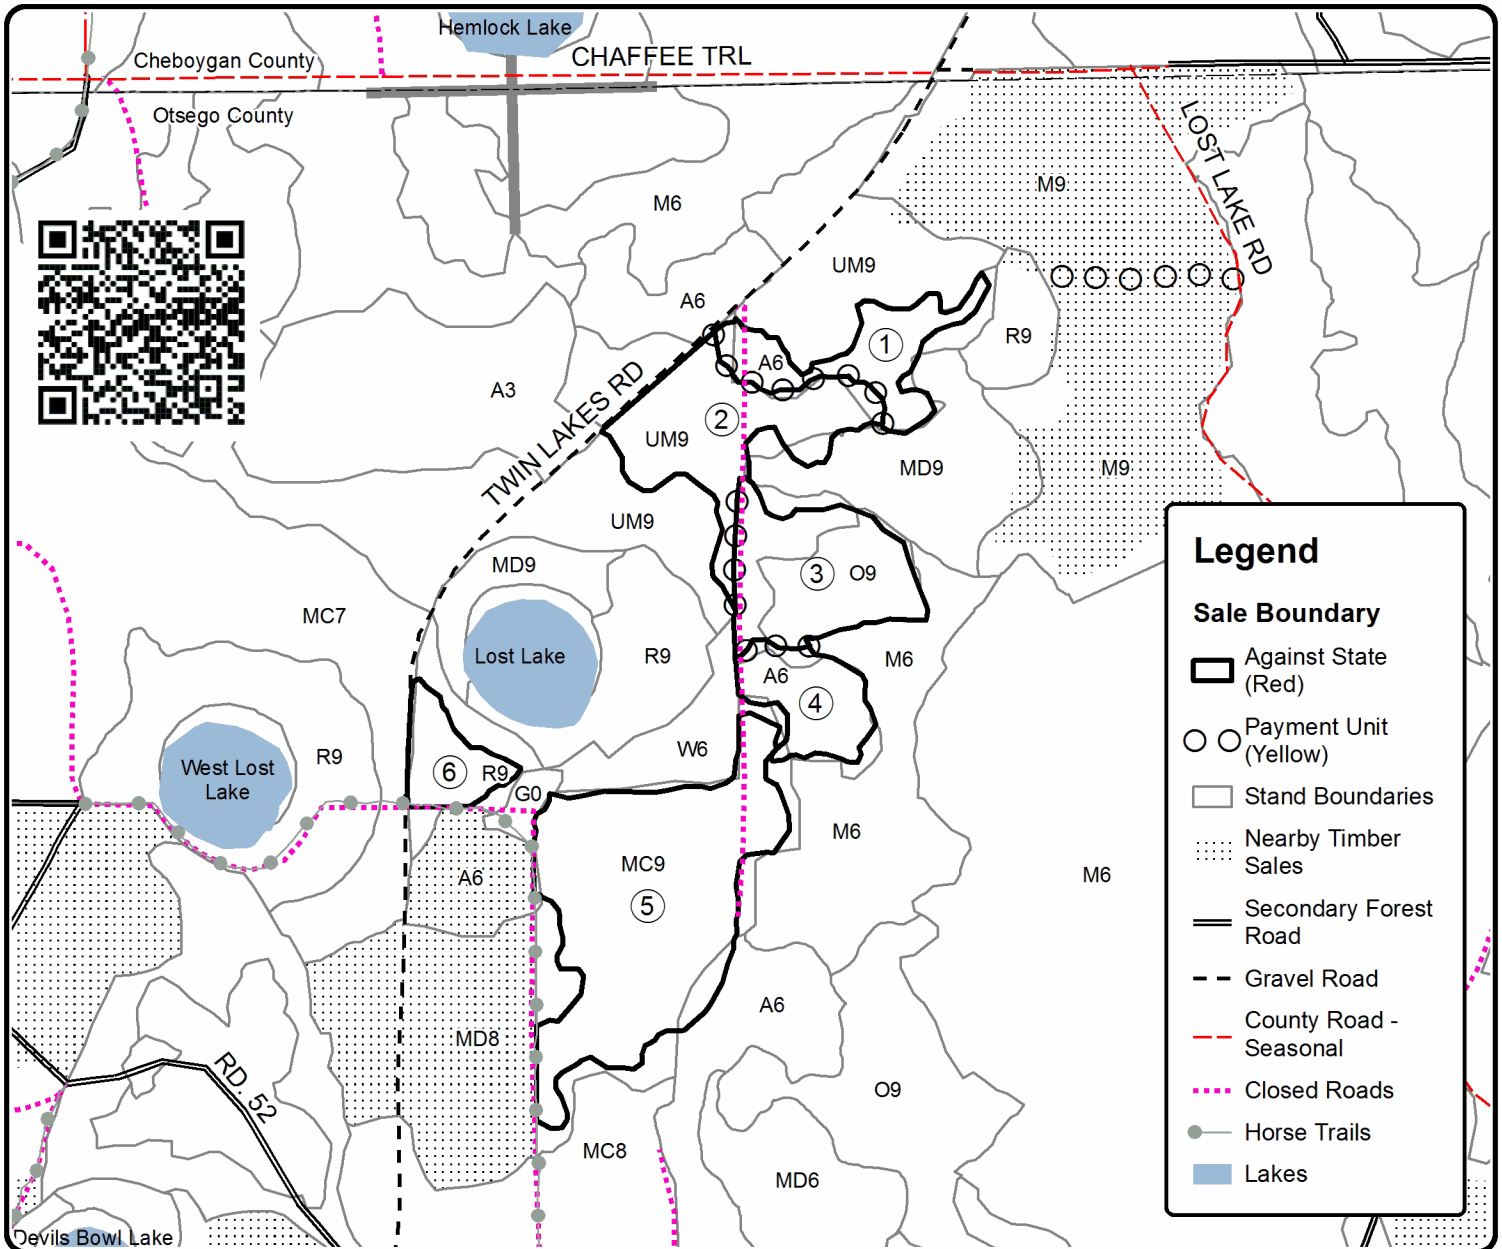 Hemlock Lake
CHAFFEE TRL
Cheboygan County
Otsego County
LOST LAKE RD
M9
M6
UM9
A6
1
R9
A6
A3
TWIN LAKES RD
2
UM9
MD9
M9
UM9
MD9
3
O9
MC7
Lost Lake
R9
M6
A6
4
R9
West Lost
Lake
W6
6
R9
G0
M6
MC9
A6
5
M6
A6
MD8
RD. 52
O9
MC8
MD6
Devils Bowl Lake
Legend
Sale Boundary
Against State
(Red)
Payment Unit
(Yellow)
Stand Boundaries
Nearby Timber
Sales
Secondary Forest
Road
Gravel Road
County Road -
Seasonal
Closed Roads
Horse Trails
Lakes